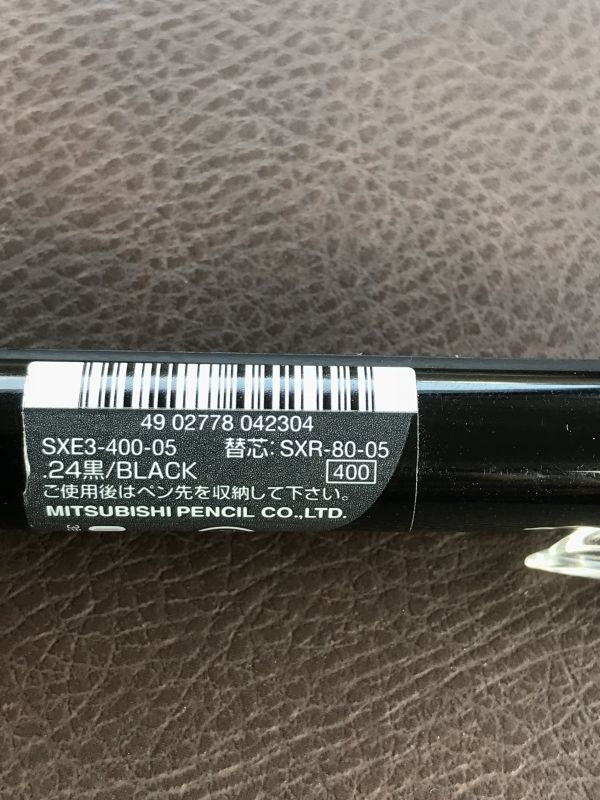 49 02778 042304
SXE3-400-05 替芯: SXR-80-05
.24黒/BLACK 400
ご使用後はペン先を収納して下さい。
MITSUBISHI PENCIL CO.,LTD.